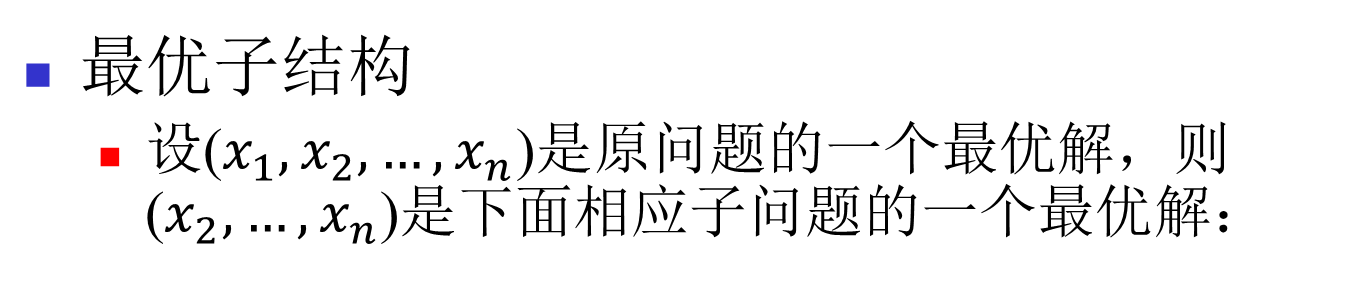 最优子结构
设(x₁, x₂, …, xₙ)是原问题的一个最优解，则
(x₂, …, xₙ)是下面相应子问题的一个最优解：